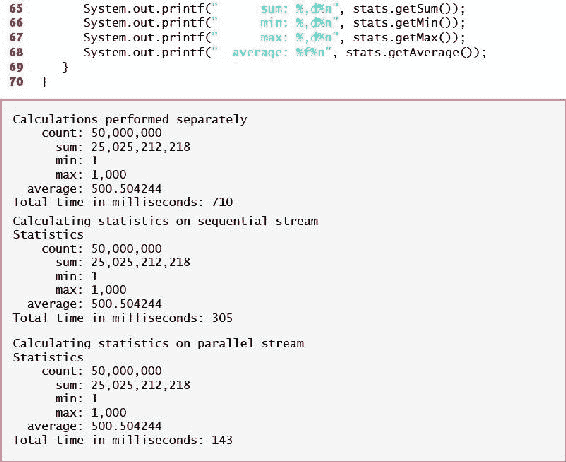 65 System.out.printf("      sum: %,d%n", stats.getSum());
66 System.out.printf("      min: %,d%n", stats.getMin());
67 System.out.printf("      max: %,d%n", stats.getMax());
68 System.out.printf("  average: %f%n", stats.getAverage());
69 }
70 }
Calculations performed separately
    count: 50,000,000
      sum: 25,025,212,218
      min: 1
      max: 1,000
  average: 500.504244
Total time in milliseconds: 710
Calculating statistics on sequential stream
Statistics
    count: 50,000,000
      sum: 25,025,212,218
      min: 1
      max: 1,000
  average: 500.504244
Total time in milliseconds: 305
Calculating statistics on parallel stream
Statistics
    count: 50,000,000
      sum: 25,025,212,218
      min: 1
      max: 1,000
  average: 500.504244
Total time in milliseconds: 143